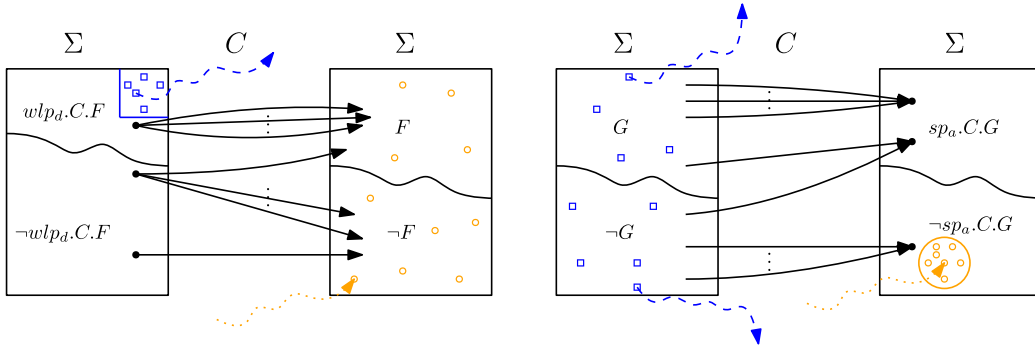 Σ C Σ Σ C Σ
wlp_d.C.F F G sp_a.C.G
¬wlp_d.C.F ¬F ¬G ¬sp_a.C.G